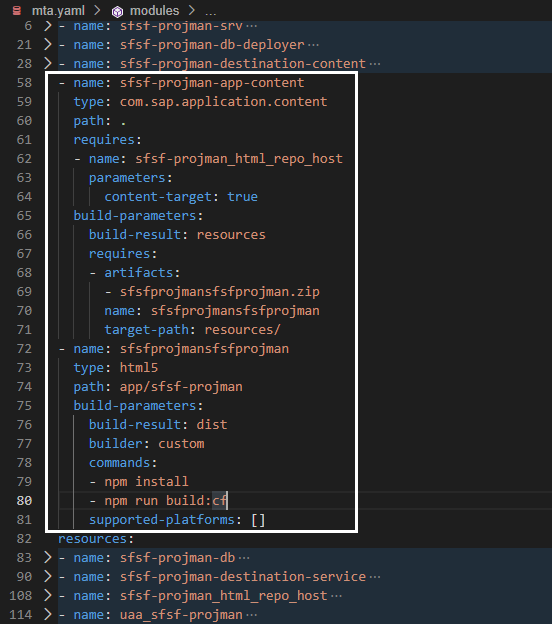 mta.yaml > modules > ...
6 > - name: sfsf-projman-srv ...
21 > - name: sfsf-projman-db-deployer ...
28 > - name: sfsf-projman-destination-content ...
58 - name: sfsf-projman-app-content
59 type: com.sap.application.content
60 path: .
61 requires:
62 - name: sfsf-projman_html_repo_host
63 parameters:
64 content-target: true
65 build-parameters:
66 build-result: resources
67 requires:
68 - artifacts:
69 - sfsfprojmansfsfprojman.zip
70 name: sfsfprojmansfsfprojman
71 target-path: resources/
72 - name: sfsfprojmansfsfprojman
73 type: html5
74 path: app/sfsf-projman
75 build-parameters:
76 build-result: dist
77 builder: custom
78 commands:
79 - npm install
80 - npm run build:cf
81 supported-platforms: []
82 resources:
83 > - name: sfsf-projman-db ...
90 > - name: sfsf-projman-destination-service ...
108 > - name: sfsf-projman_html_repo_host ...
114 > - name: uaa_sfsf-projman ...